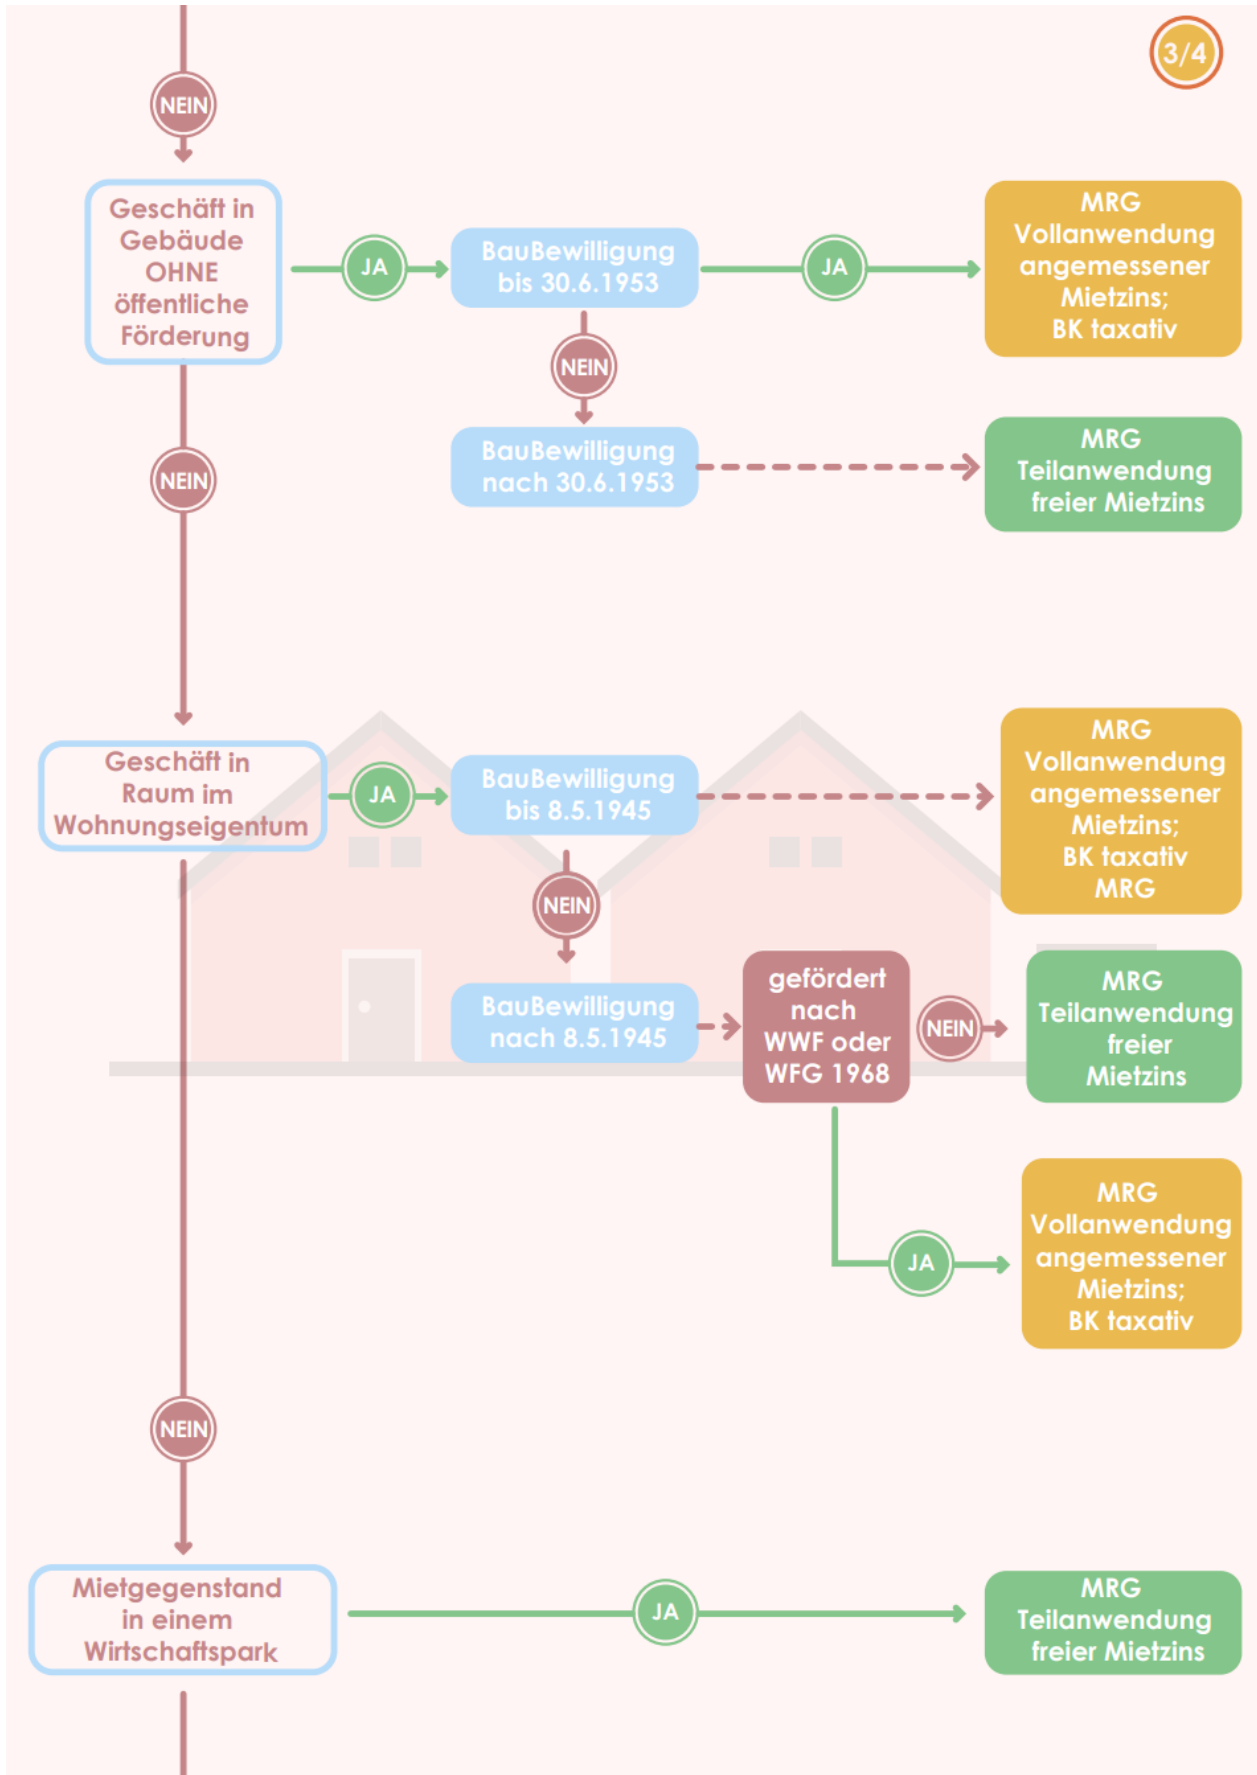 3/4
NEIN
Geschäft in
Gebäude
OHNE
öffentliche
Förderung
JA
BauBewilligung
bis 30.6.1953
JA
MRG
Vollanwendung
angemessener
Mietzins;
BK taxativ
NEIN
BauBewilligung
nach 30.6.1953
MRG
Teilanwendung
freier Mietzins
NEIN
Geschäft in
Raum im
Wohnungseigentum
JA
BauBewilligung
bis 8.5.1945
MRG
Vollanwendung
angemessener
Mietzins;
BK taxativ
MRG
NEIN
BauBewilligung
nach 8.5.1945
gefördert
nach
WWF oder
WFG 1968
NEIN
MRG
Teilanwendung
freier
Mietzins
JA
MRG
Vollanwendung
angemessener
Mietzins;
BK taxativ
NEIN
Mietgegenstand
in einem
Wirtschaftspark
JA
MRG
Teilanwendung
freier Mietzins